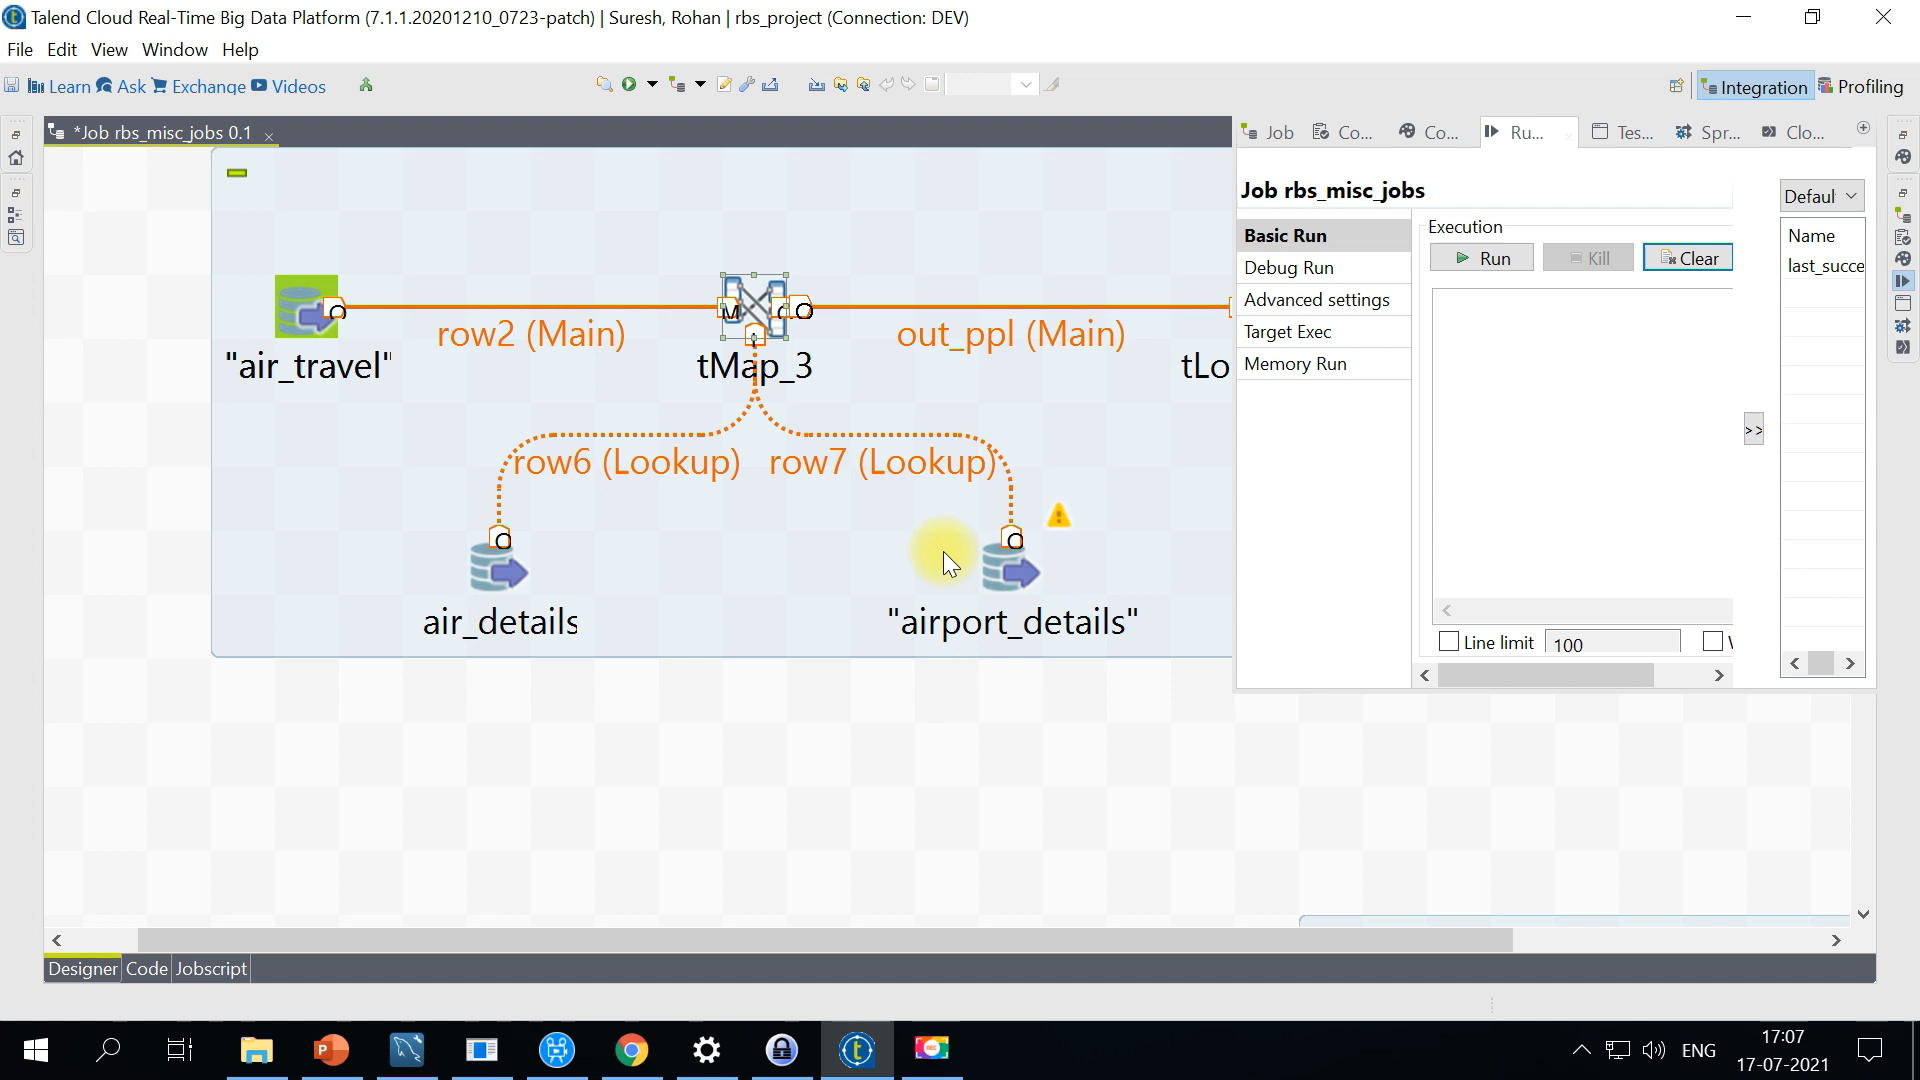 Talend Cloud Real-Time Big Data Platform (7.1.1.20201210_0723-patch) | Suresh, Rohan | rbs_project (Connection: DEV)
File Edit View Window Help
Learn Ask Exchange Videos
Integration Profiling
*Job rbs_misc_jobs 0.1
Job Co... Co... Ru... Tes... Spr... Clo...
Job rbs_misc_jobs
Defaul
Basic Run
Debug Run
Advanced settings
Target Exec
Memory Run
Execution
Run Kill Clear
>>
Line limit 100
Name
last_succe
row2 (Main)
out_ppl (Main)
"air_travel"
tMap_3
tLo
row6 (Lookup)
row7 (Lookup)
air_details
"airport_details"
Designer Code Jobscript
ENG
17:07
17-07-2021